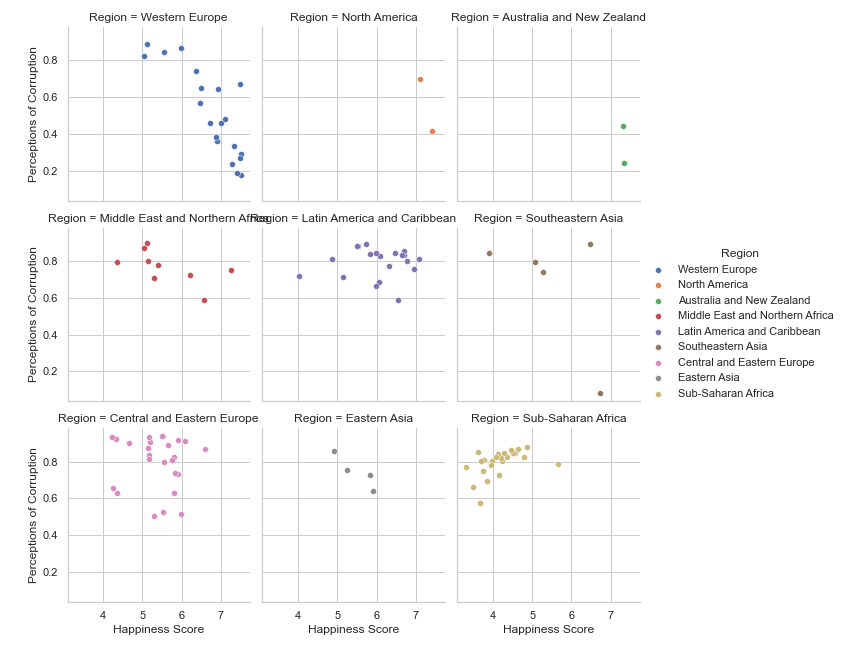 Region = Western Europe
Region = North America
Region = Australia and New Zealand
Perceptions of Corruption
0.8
0.6
0.4
0.2
Region = Middle East and Northern Africa
Region = Latin America and Caribbean
Region = Southeastern Asia
Perceptions of Corruption
0.8
0.6
0.4
0.2
Region = Central and Eastern Europe
Region = Eastern Asia
Region = Sub-Saharan Africa
Perceptions of Corruption
0.8
0.6
0.4
0.2
4 5 6 7
4 5 6 7
4 5 6 7
Happiness Score
Happiness Score
Happiness Score
Region
Western Europe
North America
Australia and New Zealand
Middle East and Northern Africa
Latin America and Caribbean
Southeastern Asia
Central and Eastern Europe
Eastern Asia
Sub-Saharan Africa